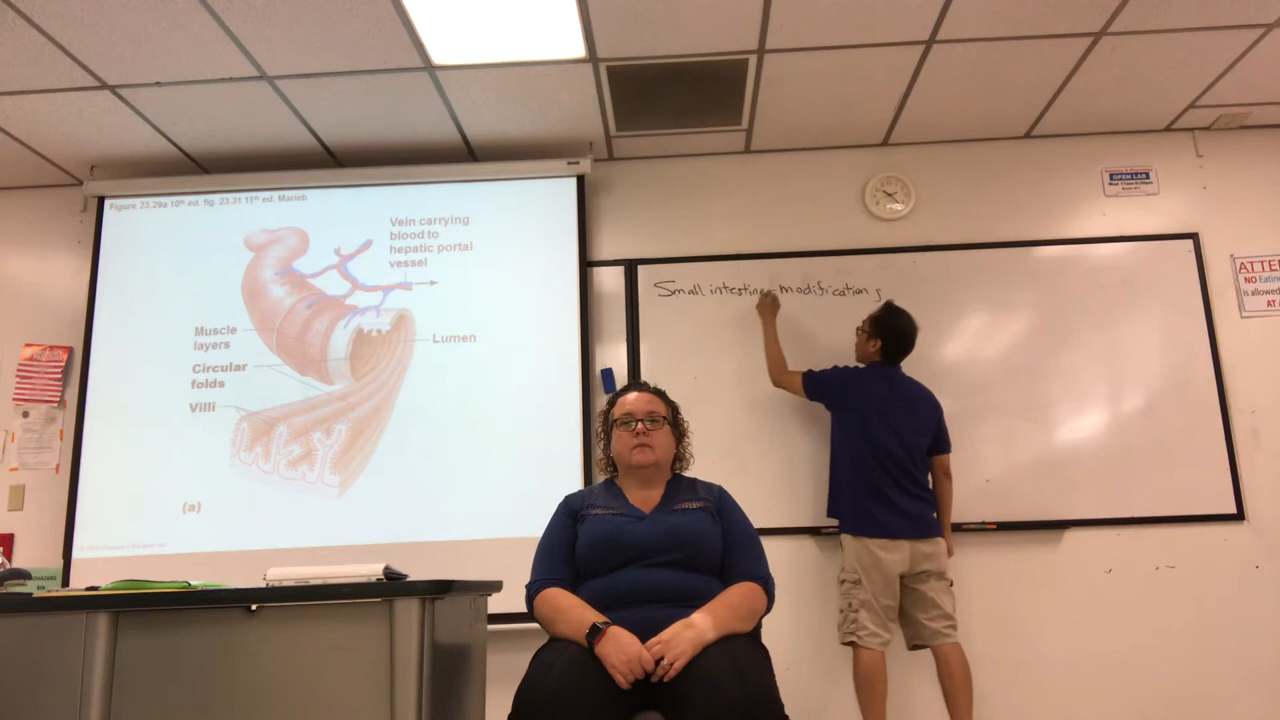 Figure 23.29a 10th ed. fig. 23.31 11th ed. Marieb
Vein carrying
blood to
hepatic portal
vessel
Muscle
layers
Lumen
Circular
folds
Villi
(a)
Small intestine-modifications
OPEN LAB
ATTE
NO Eatin
is allowed
AT